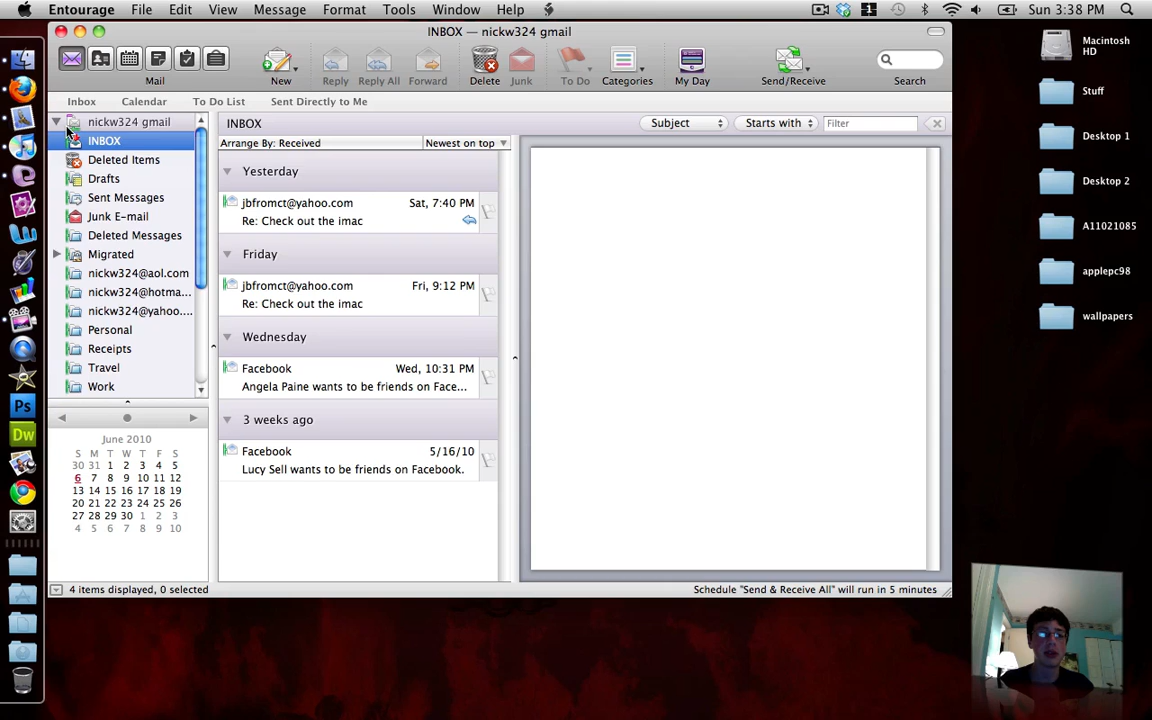 Entourage File Edit View Message Format Tools Window Help
1 Sun 3:38 PM
INBOX — nickw324 gmail
Mail New Reply Reply All Forward Delete Junk To Do Categories My Day Send/Receive Search
Inbox Calendar To Do List Sent Directly to Me
nickw324 gmail
INBOX
Deleted Items
Drafts
Sent Messages
Junk E-mail
Deleted Messages
Migrated
nickw324@aol.com
nickw324@hotma...
nickw324@yahoo....
Personal
Receipts
Travel
Work
June 2010
S M T W T F S
30 31 1 2 3 4 5
6 7 8 9 10 11 12
13 14 15 16 17 18 19
20 21 22 23 24 25 26
27 28 29 30 1 2 3
4 5 6 7 8 9 10
INBOX Subject Starts with Filter
Arrange By: Received Newest on top
Yesterday
jbfromct@yahoo.com Sat, 7:40 PM
Re: Check out the imac
Friday
jbfromct@yahoo.com Fri, 9:12 PM
Re: Check out the imac
Wednesday
Facebook Wed, 10:31 PM
Angela Paine wants to be friends on Face...
3 weeks ago
Facebook 5/16/10
Lucy Sell wants to be friends on Facebook.
4 items displayed, 0 selected
Schedule "Send & Receive All" will run in 5 minutes
Macintosh
HD
Stuff
Desktop 1
Desktop 2
A11021085
applepc98
wallpapers
Ps
Dw